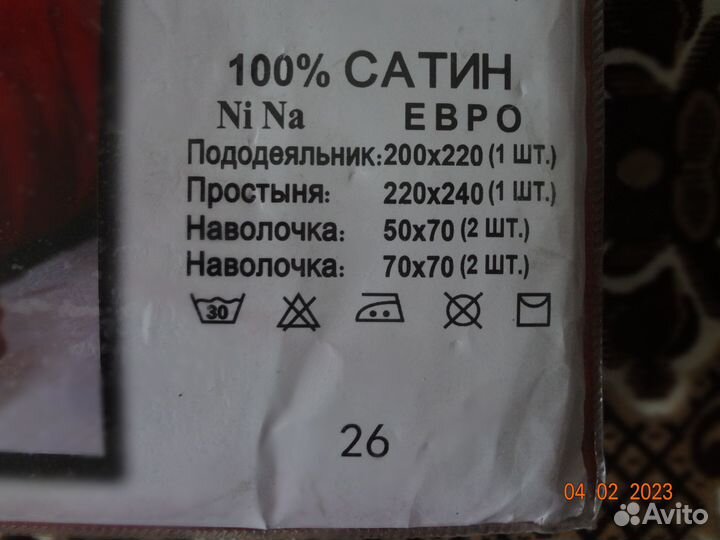 100% САТИН
Ni Na ЕВРО
Пододеяльник: 200x220 (1 ШТ.)
Простыня: 220x240 (1 ШТ.)
Наволочка: 50x70 (2 ШТ.)
Наволочка: 70x70 (2 ШТ.)
30
26
04 02 2023
Avito